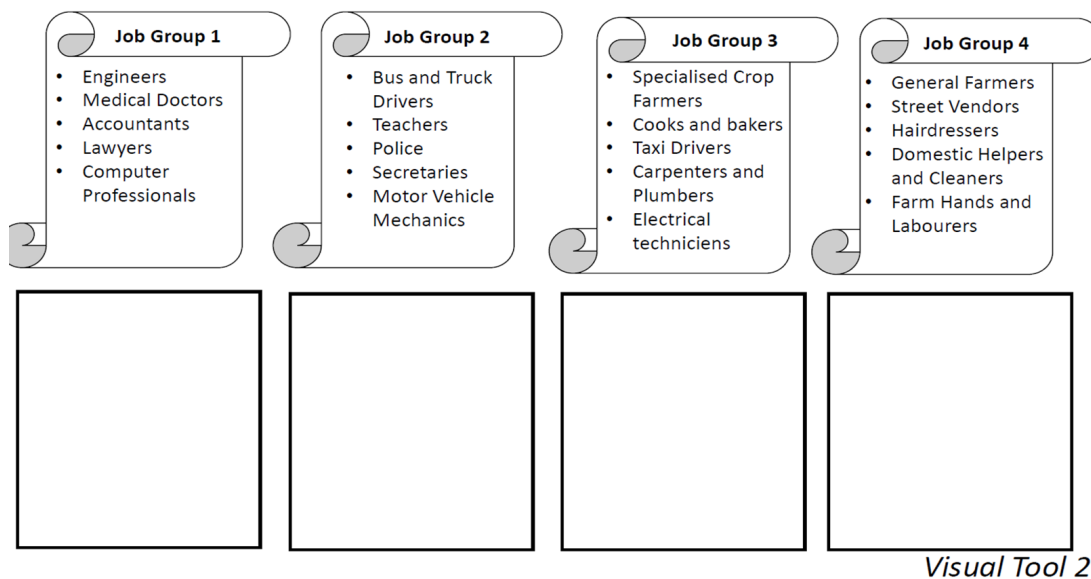 Job Group 1
• Engineers
• Medical Doctors
• Accountants
• Lawyers
• Computer
Professionals
Job Group 2
• Bus and Truck
Drivers
• Teachers
• Police
• Secretaries
• Motor Vehicle
Mechanics
Job Group 3
• Specialised Crop
Farmers
• Cooks and bakers
• Taxi Drivers
• Carpenters and
Plumbers
• Electrical
techniciens
Job Group 4
• General Farmers
• Street Vendors
• Hairdressers
• Domestic Helpers
and Cleaners
• Farm Hands and
Labourers
Visual Tool 2